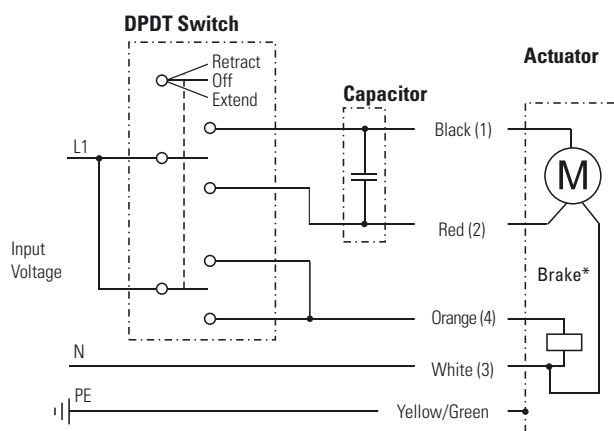 DPDT Switch
Retract
Off
Extend
Actuator
Capacitor
L1
Black (1)
M
Red (2)
Input
Voltage
Brake*
Orange (4)
N
White (3)
PE
Yellow/Green